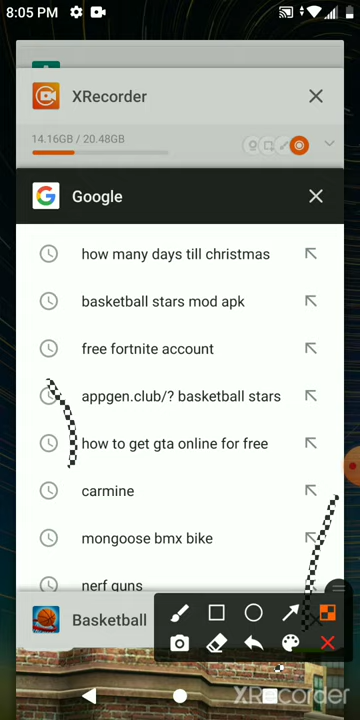 8:05 PM
XRecorder
14.16GB / 20.48GB
Google
how many days till christmas
basketball stars mod apk
free fortnite account
appgen.club/? basketball stars
how to get gta online for free
carmine
mongoose bmx bike
nerf guns
Basketball
XRecorder